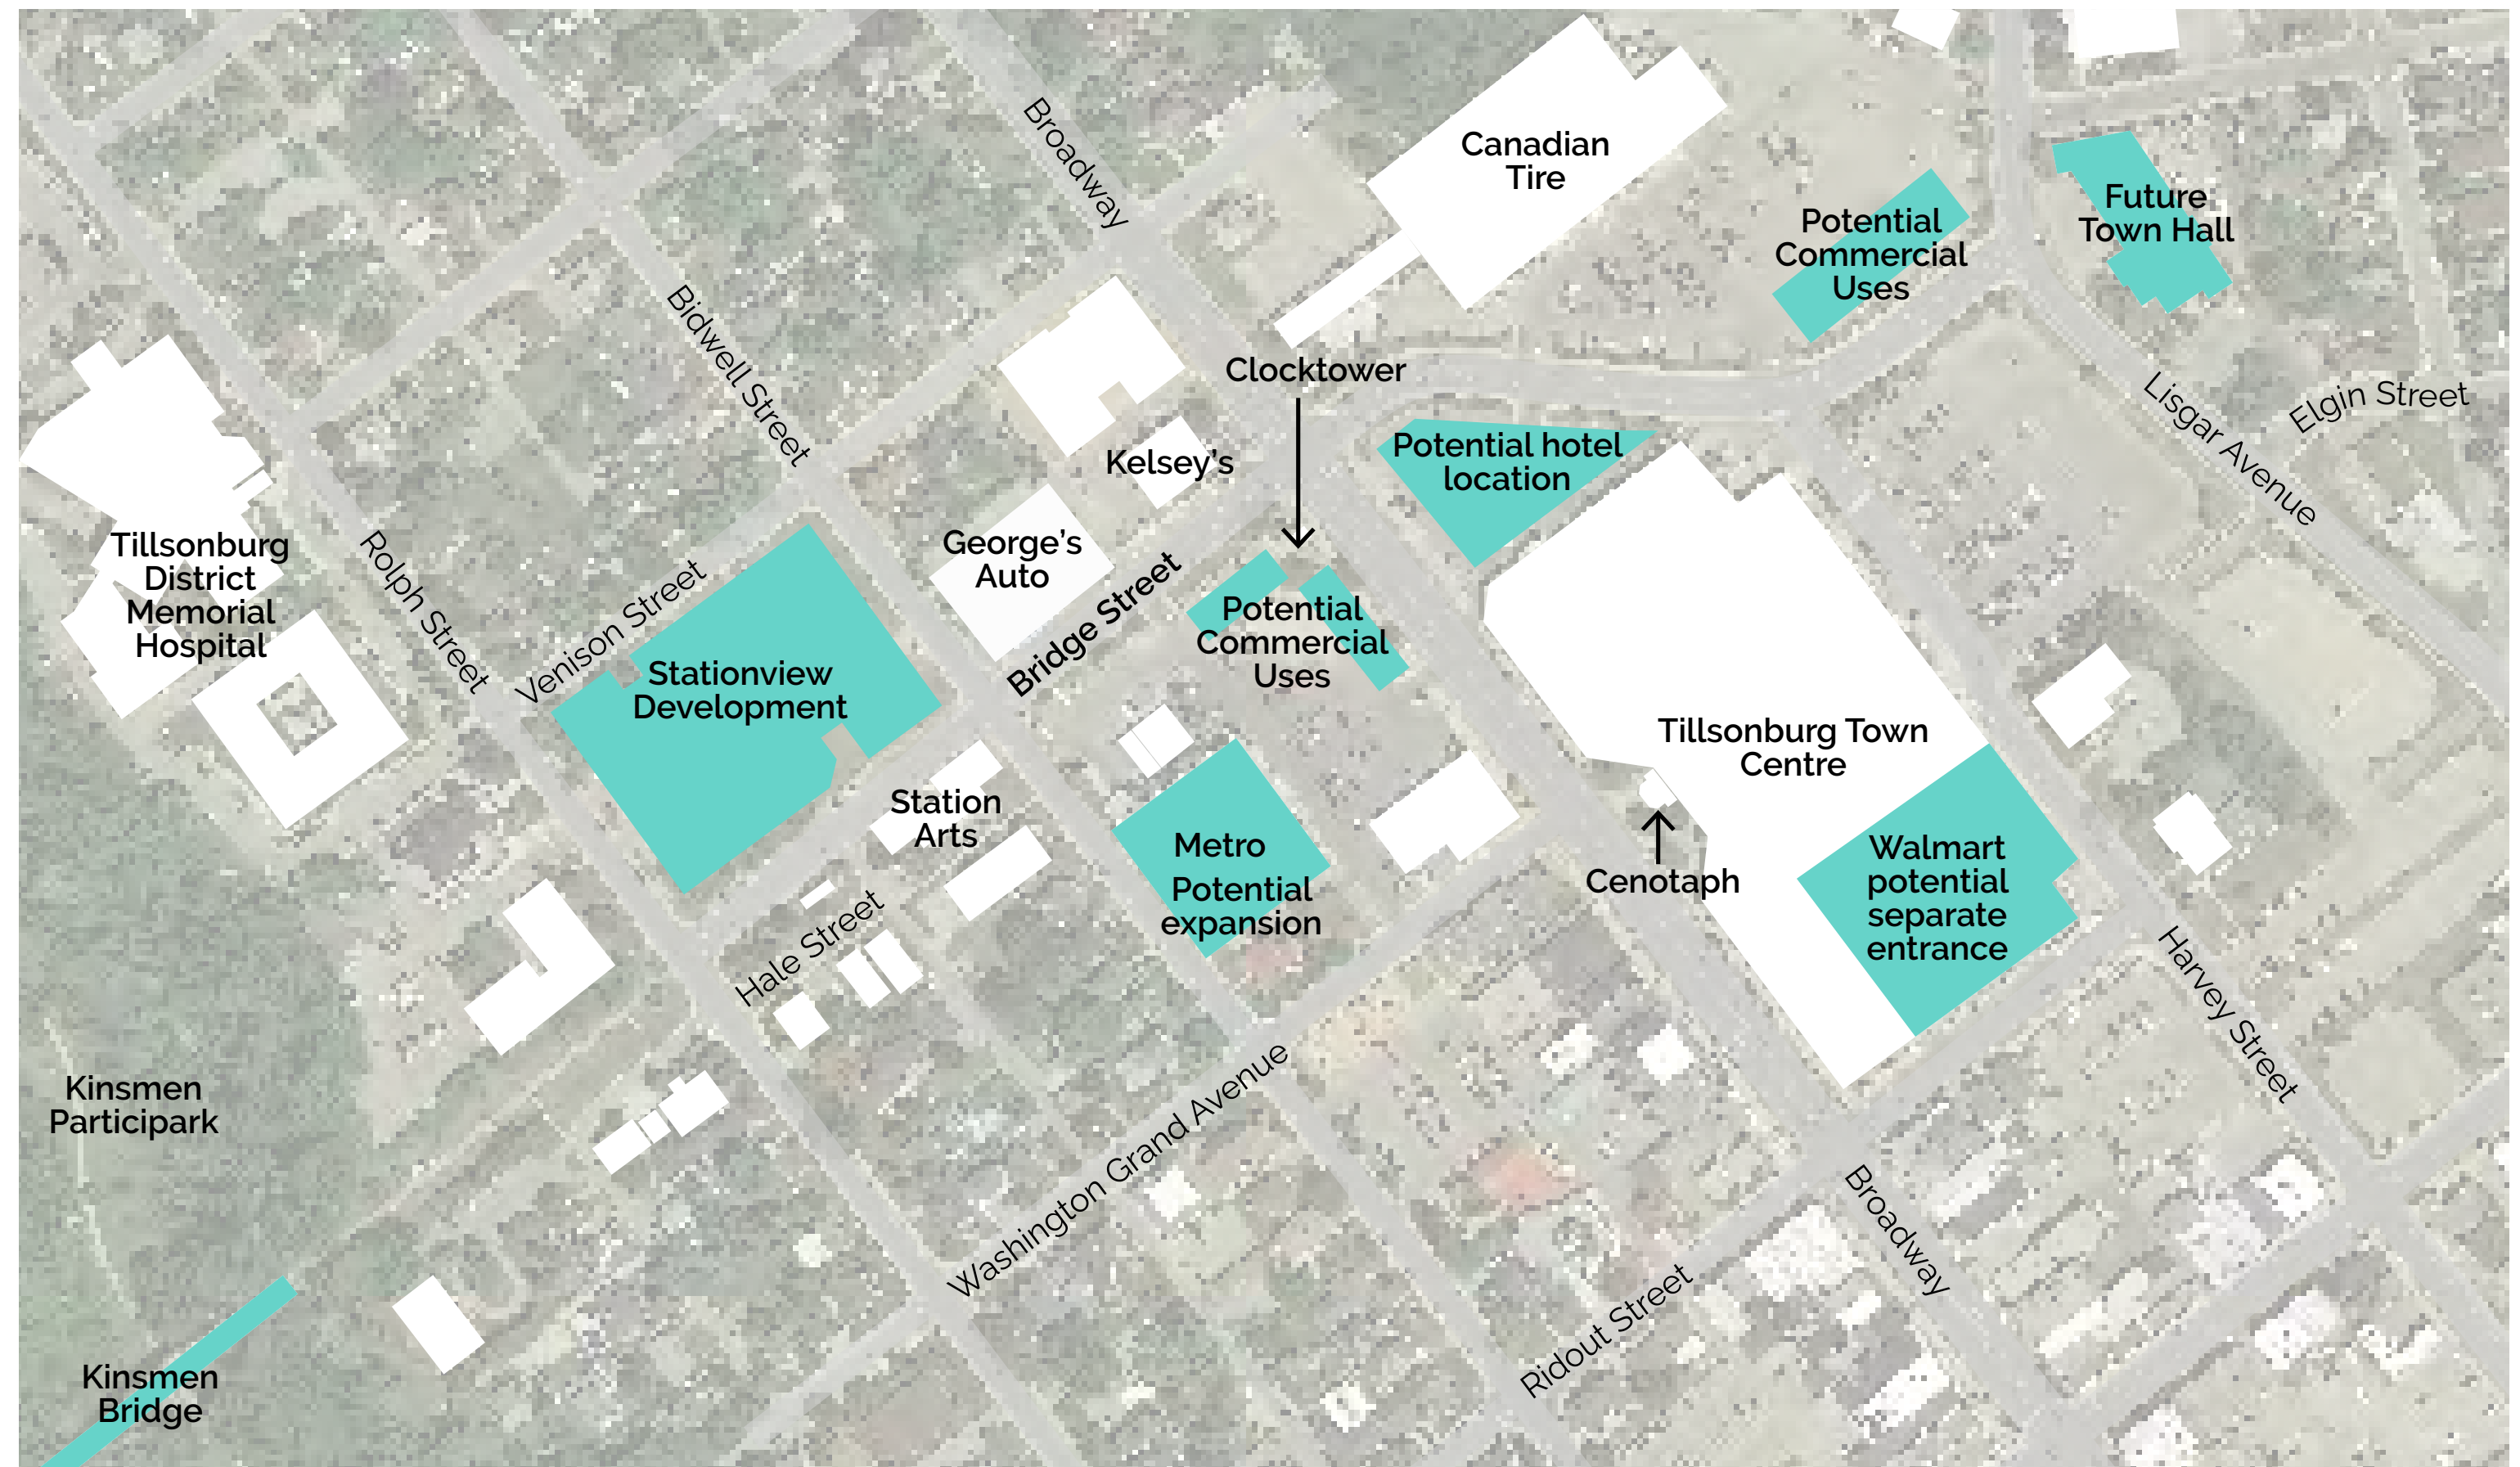 Broadway
Canadian
Tire
Potential
Commercial
Uses
Future
Town Hall
Bidwell Street
Clocktower
Lisgar Avenue
Elgin Street
Kelsey's
Potential hotel
location
Tillsonburg
District
Memorial
Hospital
Rolph Street
Venison Street
George's
Auto
Bridge Street
Potential
Commercial
Uses
Stationview
Development
Tillsonburg Town
Centre
Station
Arts
Metro
Potential
expansion
Cenotaph
Walmart
potential
separate
entrance
Hale Street
Harvey Street
Kinsmen
Participark
Washington Grand Avenue
Broadway
Ridout Street
Kinsmen
Bridge